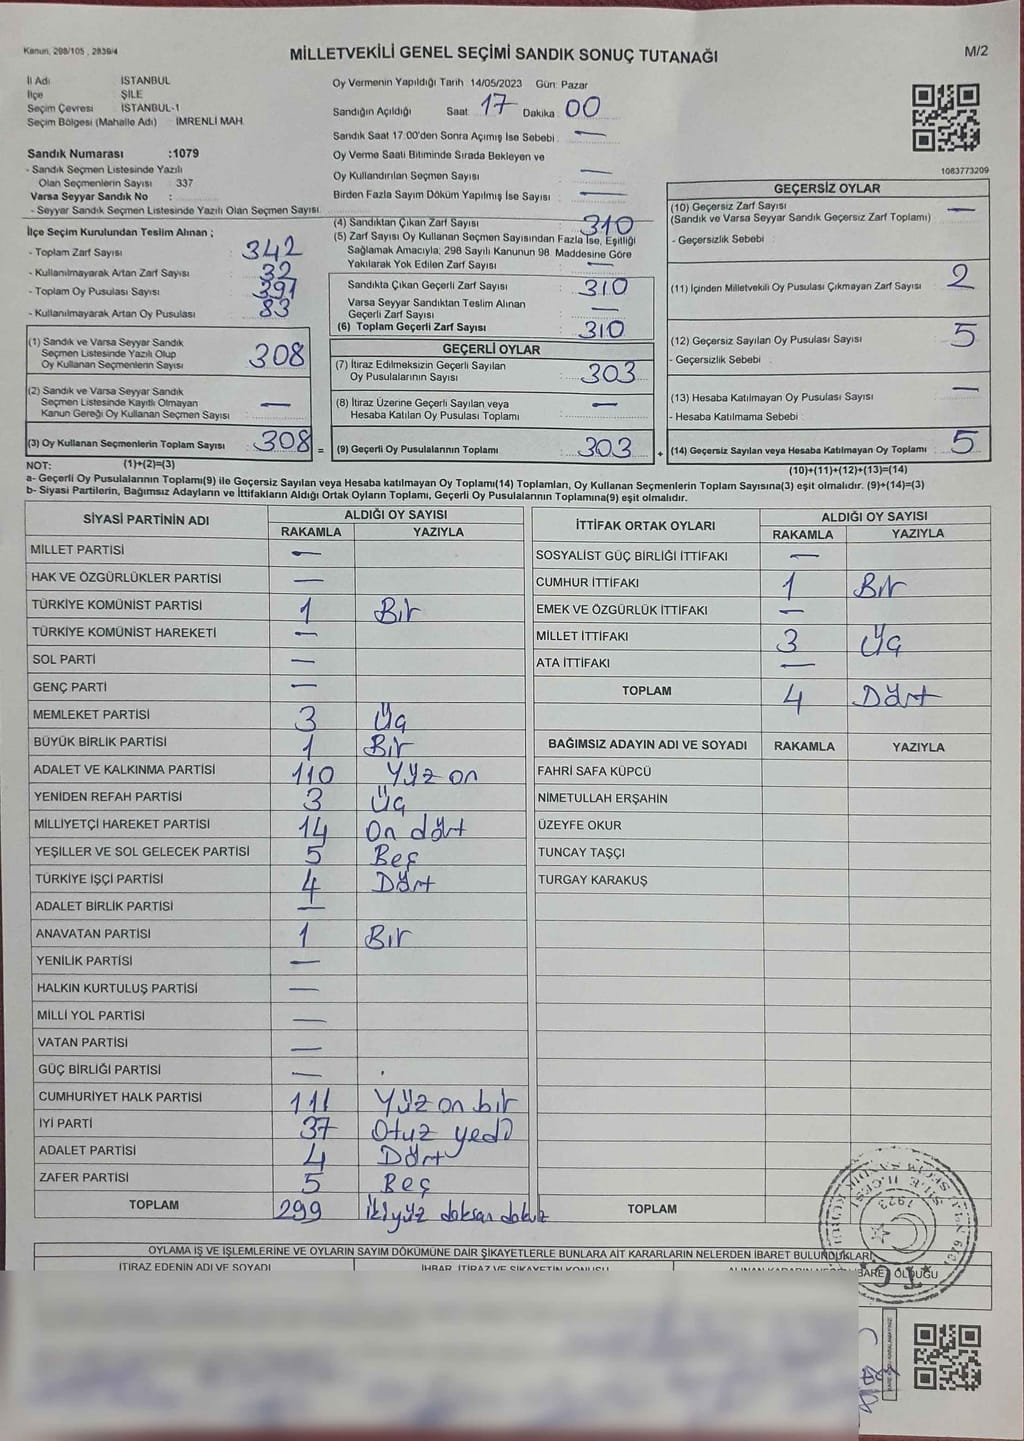 Kanun, 298/105 , 2839/4
MİLLETVEKİLİ GENEL SEÇİMİ SANDIK SONUÇ TUTANAĞI
M/2
İl Adı İSTANBUL
İlçe ŞİLE
Seçim Çevresi İSTANBUL-1
Seçim Bölgesi (Mahalle Adı) : İMRENLİ MAH.
Sandık Numarası :1079
- Sandık Seçmen Listesinde Yazılı
Olan Seçmenlerin Sayısı : 337
Varsa Seyyar Sandık No :
- Seyyar Sandık Seçmen Listesinde Yazılı Olan Seçmen Sayısı
Oy Vermenin Yapıldığı Tarih 14/05/2023 Gün: Pazar
Sandığın Açıldığı Saat 17 Dakika 00
Sandık Saat 17:00'den Sonra Açımış İse Sebebi : —
Oy Verme Saati Bitiminde Sırada Bekleyen ve
Oy Kullandırılan Seçmen Sayısı : —
Birden Fazla Sayım Döküm Yapılmış İse Sayısı : —
1083773209
İlçe Seçim Kurulundan Teslim Alınan ;
- Toplam Zarf Sayısı : 342
- Kullanılmayarak Artan Zarf Sayısı : 32
- Toplam Oy Pusulası Sayısı : 391
- Kullanılmayarak Artan Oy Pusulası : 83
(1) Sandık ve Varsa Seyyar Sandık
Seçmen Listesinde Yazılı Olup
Oy Kullanan Seçmenlerin Sayısı : 308
(2) Sandık ve Varsa Seyyar Sandık
Seçmen Listesinde Kayıtlı Olmayan
Kanun Gereği Oy Kullanan Seçmen Sayısı : —
(3) Oy Kullanan Seçmenlerin Toplam Sayısı : 308 =
(1)+(2)=(3)
(4) Sandıktan Çıkan Zarf Sayısı : 310
(5) Zarf Sayısı Oy Kullanan Seçmen Sayısından Fazla İse, Eşitliği
Sağlamak Amacıyla; 298 Sayılı Kanunun 98. Maddesine Göre
Yakılarak Yok Edilen Zarf Sayısı : —
Sandıkta Çıkan Geçerli Zarf Sayısı : 310
Varsa Seyyar Sandıktan Teslim Alınan
Geçerli Zarf Sayısı : —
(6) Toplam Geçerli Zarf Sayısı : 310
GEÇERLİ OYLAR
(7) İtiraz Edilmeksizin Geçerli Sayılan
Oy Pusulalarının Sayısı : 303
(8) İtiraz Üzerine Geçerli Sayılan veya
Hesaba Katılan Oy Pusulası Toplamı : —
(9) Geçerli Oy Pusulalarının Toplamı : 303 +
GEÇERSİZ OYLAR
(10) Geçersiz Zarf Sayısı : —
(Sandık ve Varsa Seyyar Sandık Geçersiz Zarf Toplamı)
- Geçersizlik Sebebi :
(11) İçinden Milletvekili Oy Pusulası Çıkmayan Zarf Sayısı : 2
(12) Geçersiz Sayılan Oy Pusulası Sayısı : 5
- Geçersizlik Sebebi :
(13) Hesaba Katılmayan Oy Pusulası Sayısı : —
- Hesaba Katılmama Sebebi :
(14) Geçersiz Sayılan veya Hesaba Katılmayan Oy Toplamı : 5
(10)+(11)+(12)+(13)=(14)
NOT:
a- Geçerli Oy Pusulalarının Toplamı(9) ile Geçersiz Sayılan veya Hesaba katılmayan Oy Toplamı(14) Toplamları, Oy Kullanan Seçmenlerin Toplam Sayısına(3) eşit olmalıdır. (9)+(14)=(3)
b- Siyasi Partilerin, Bağımsız Adayların ve İttifakların Aldığı Ortak Oyların Toplamı, Geçerli Oy Pusulalarının Toplamına(9) eşit olmalıdır.
SİYASİ PARTİNİN ADI ALDIĞI OY SAYISI
RAKAMLA YAZIYLA
MİLLET PARTİSİ —
HAK VE ÖZGÜRLÜKLER PARTİSİ —
TÜRKİYE KOMÜNİST PARTİSİ 1 Bir
TÜRKİYE KOMÜNİST HAREKETİ —
SOL PARTİ —
GENÇ PARTİ —
MEMLEKET PARTİSİ 3 Üç
BÜYÜK BİRLİK PARTİSİ 1 Bir
ADALET VE KALKINMA PARTİSİ 110 Yüz on
YENİDEN REFAH PARTİSİ 3 Üç
MİLLİYETÇİ HAREKET PARTİSİ 14 On dört
YEŞİLLER VE SOL GELECEK PARTİSİ 5 Beş
TÜRKİYE İŞÇİ PARTİSİ 4 Dört
ADALET BİRLİK PARTİSİ —
ANAVATAN PARTİSİ 1 Bir
YENİLİK PARTİSİ —
HALKIN KURTULUŞ PARTİSİ —
MİLLİ YOL PARTİSİ —
VATAN PARTİSİ —
GÜÇ BİRLİĞİ PARTİSİ —
CUMHURİYET HALK PARTİSİ 111 Yüz on bir
İYİ PARTİ 37 Otuz yedi
ADALET PARTİSİ 4 Dört
ZAFER PARTİSİ 5 Beş
TOPLAM 299 İkiyüz doksan dokuz
İTTİFAK ORTAK OYLARI ALDIĞI OY SAYISI
RAKAMLA YAZIYLA
SOSYALİST GÜÇ BİRLİĞİ İTTİFAKI —
CUMHUR İTTİFAKI 1 Bir
EMEK VE ÖZGÜRLÜK İTTİFAKI —
MİLLET İTTİFAKI 3 Üç
ATA İTTİFAKI —
TOPLAM 4 Dört
BAĞIMSIZ ADAYIN ADI VE SOYADI RAKAMLA YAZIYLA
FAHRİ SAFA KÜPCÜ
NİMETULLAH ERŞAHİN
ÜZEYFE OKUR
TUNCAY TAŞÇI
TURGAY KARAKUŞ
TOPLAM
OYLAMA İŞ VE İŞLEMLERİNE VE OYLARIN SAYIM DÖKÜMÜNE DAİR ŞİKAYETLERLE BUNLARA AİT KARARLARIN NELERDEN İBARET BULUNDUKLARI
İTİRAZ EDENİN ADI VE SOYADI İHBAR, İTİRAZ VE ŞİKAYETİN KONUSU
OLDUĞU
T.C.